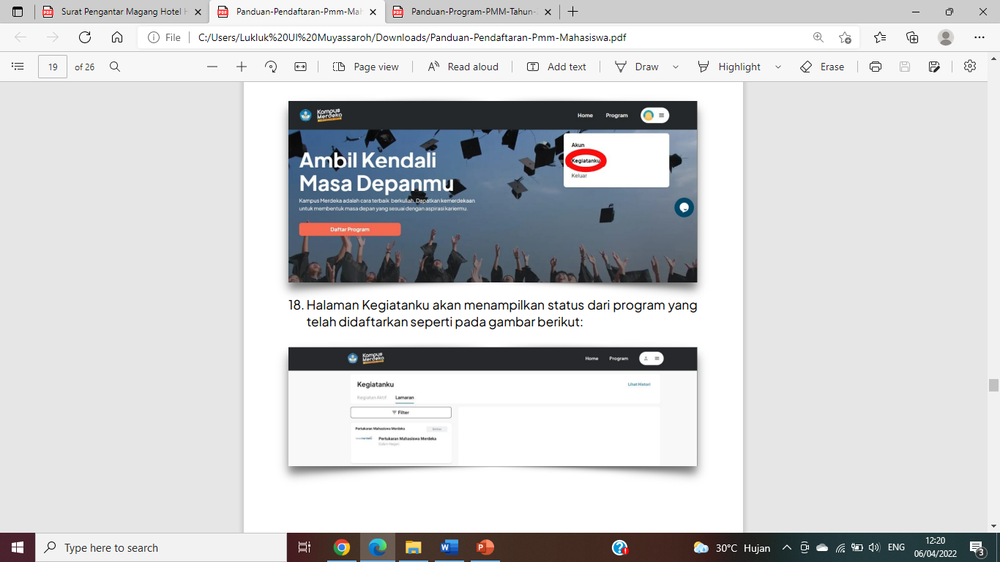 Surat Pengantar Magang Hotel H
Panduan-Pendaftaran-Pmm-Mah
Panduan-Program-PMM-Tahun-
File
C:/Users/Lukluk%20Ul%20Muyassaroh/Downloads/Panduan-Pendaftaran-Pmm-Mahasiswa.pdf
19 of 26
Page view
Read aloud
Add text
Draw
Highlight
Erase
Kampus
Merdeka
Home
Program
Akun
Kegiatanku
Keluar
Ambil Kendali
Masa Depanmu
Kampus Merdeka adalah cara terbaik berkuliah. Dapatkan kemerdekaan
untuk membentuk masa depan yang sesuai dengan aspirasi kariermu.
Daftar Program
18. Halaman Kegiatanku akan menampilkan status dari program yang
telah didaftarkan seperti pada gambar berikut:
Kampus
Merdeka
Home
Program
Kegiatanku
Lihat Histori
Kegiatan Aktif
Lamaran
Filter
Pertukaran Mahasiswa Merdeka
Pertukaran Mahasiswa Merdeka
Type here to search
30°C Hujan
ENG
12:20
06/04/2022
3